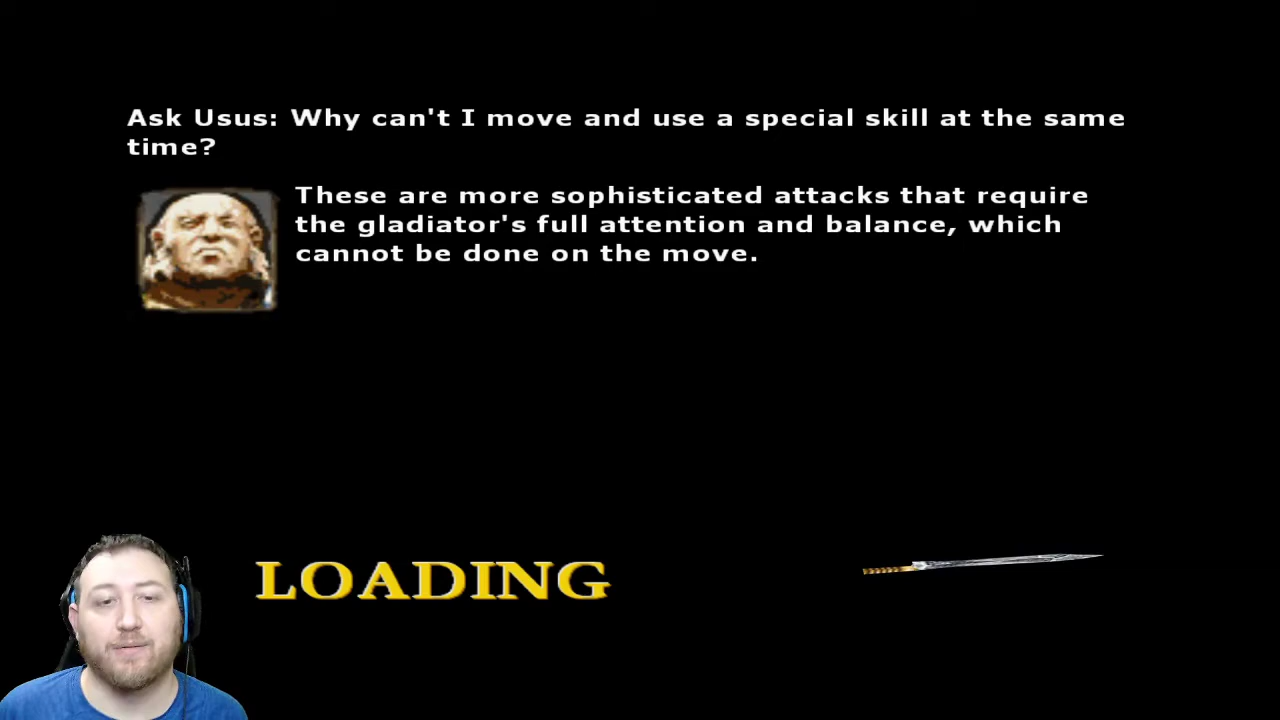 Ask Usus: Why can't I move and use a special skill at the same
time?
These are more sophisticated attacks that require
the gladiator's full attention and balance, which
cannot be done on the move.
LOADING